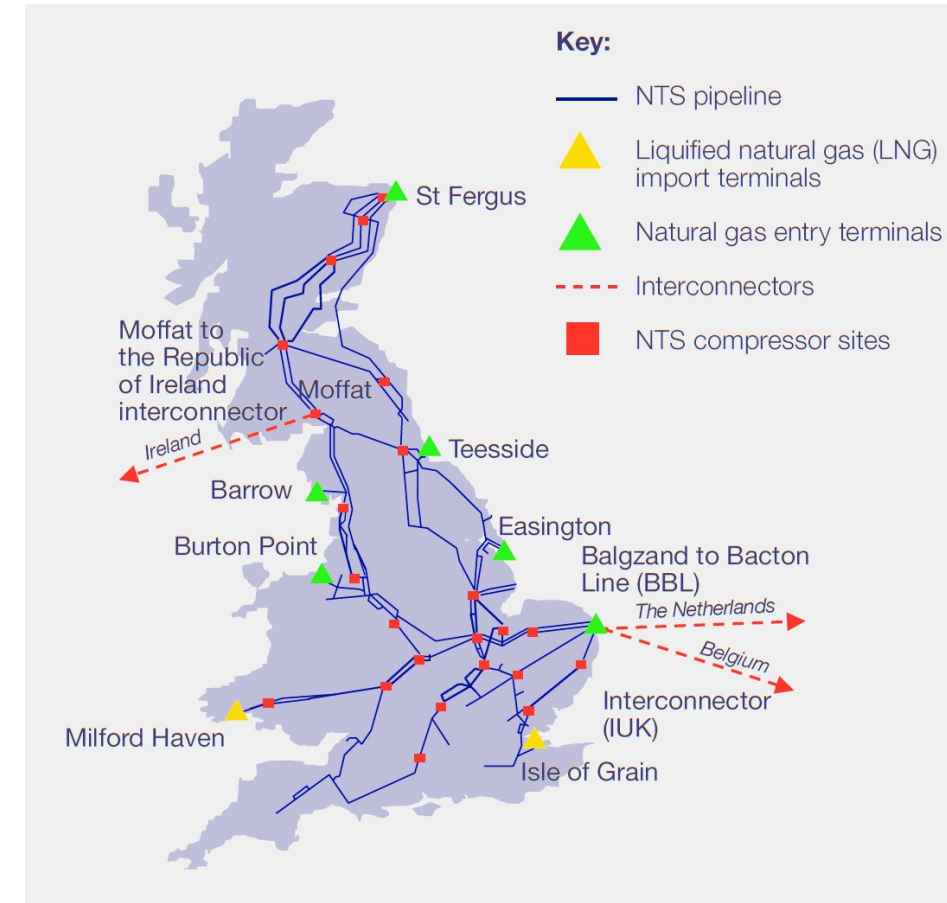 Key:
NTS pipeline
Liquified natural gas (LNG)
import terminals
Natural gas entry terminals
Interconnectors
NTS compressor sites
St Fergus
Moffat to
the Republic
of Ireland
interconnector
Moffat
Ireland
Teesside
Barrow
Easington
Burton Point
Balgzand to Bacton
Line (BBL)
The Netherlands
Belgium
Interconnector
(IUK)
Milford Haven
Isle of Grain